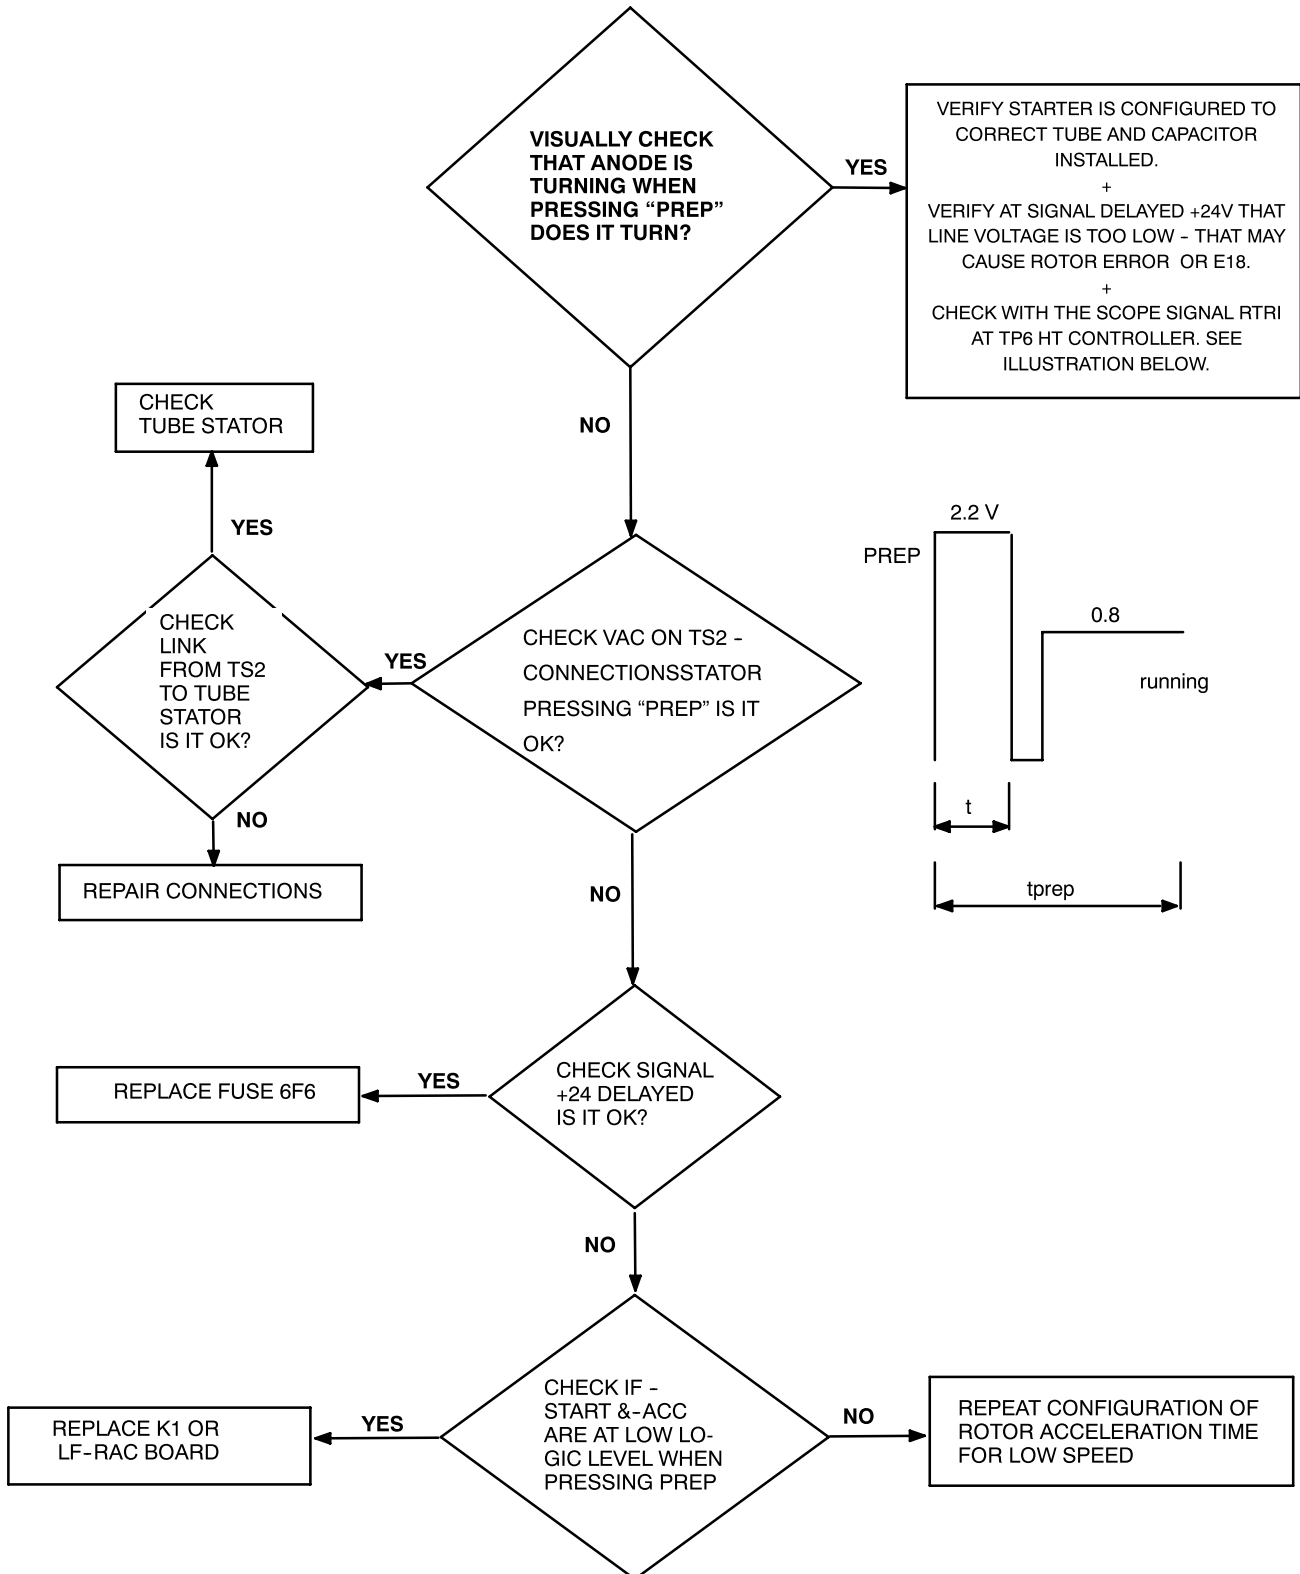 VISUALLY CHECK
THAT ANODE IS
TURNING WHEN
PRESSING “PREP”
DOES IT TURN?
YES
VERIFY STARTER IS CONFIGURED TO
CORRECT TUBE AND CAPACITOR
INSTALLED.
+
VERIFY AT SIGNAL DELAYED +24V THAT
LINE VOLTAGE IS TOO LOW - THAT MAY
CAUSE ROTOR ERROR OR E18.
+
CHECK WITH THE SCOPE SIGNAL RTRI
AT TP6 HT CONTROLLER. SEE
ILLUSTRATION BELOW.
NO
CHECK
TUBE STATOR
YES
CHECK
LINK
FROM TS2
TO TUBE
STATOR
IS IT OK?
YES
CHECK VAC ON TS2 -
CONNECTIONSSTATOR
PRESSING “PREP” IS IT
OK?
2.2 V
PREP
0.8
running
t
tprep
NO
REPAIR CONNECTIONS
NO
CHECK SIGNAL
+24 DELAYED
IS IT OK?
YES
REPLACE FUSE 6F6
NO
CHECK IF -
START &-ACC
ARE AT LOW LO-
GIC LEVEL WHEN
PRESSING PREP
YES
REPLACE K1 OR
LF-RAC BOARD
NO
REPEAT CONFIGURATION OF
ROTOR ACCELERATION TIME
FOR LOW SPEED